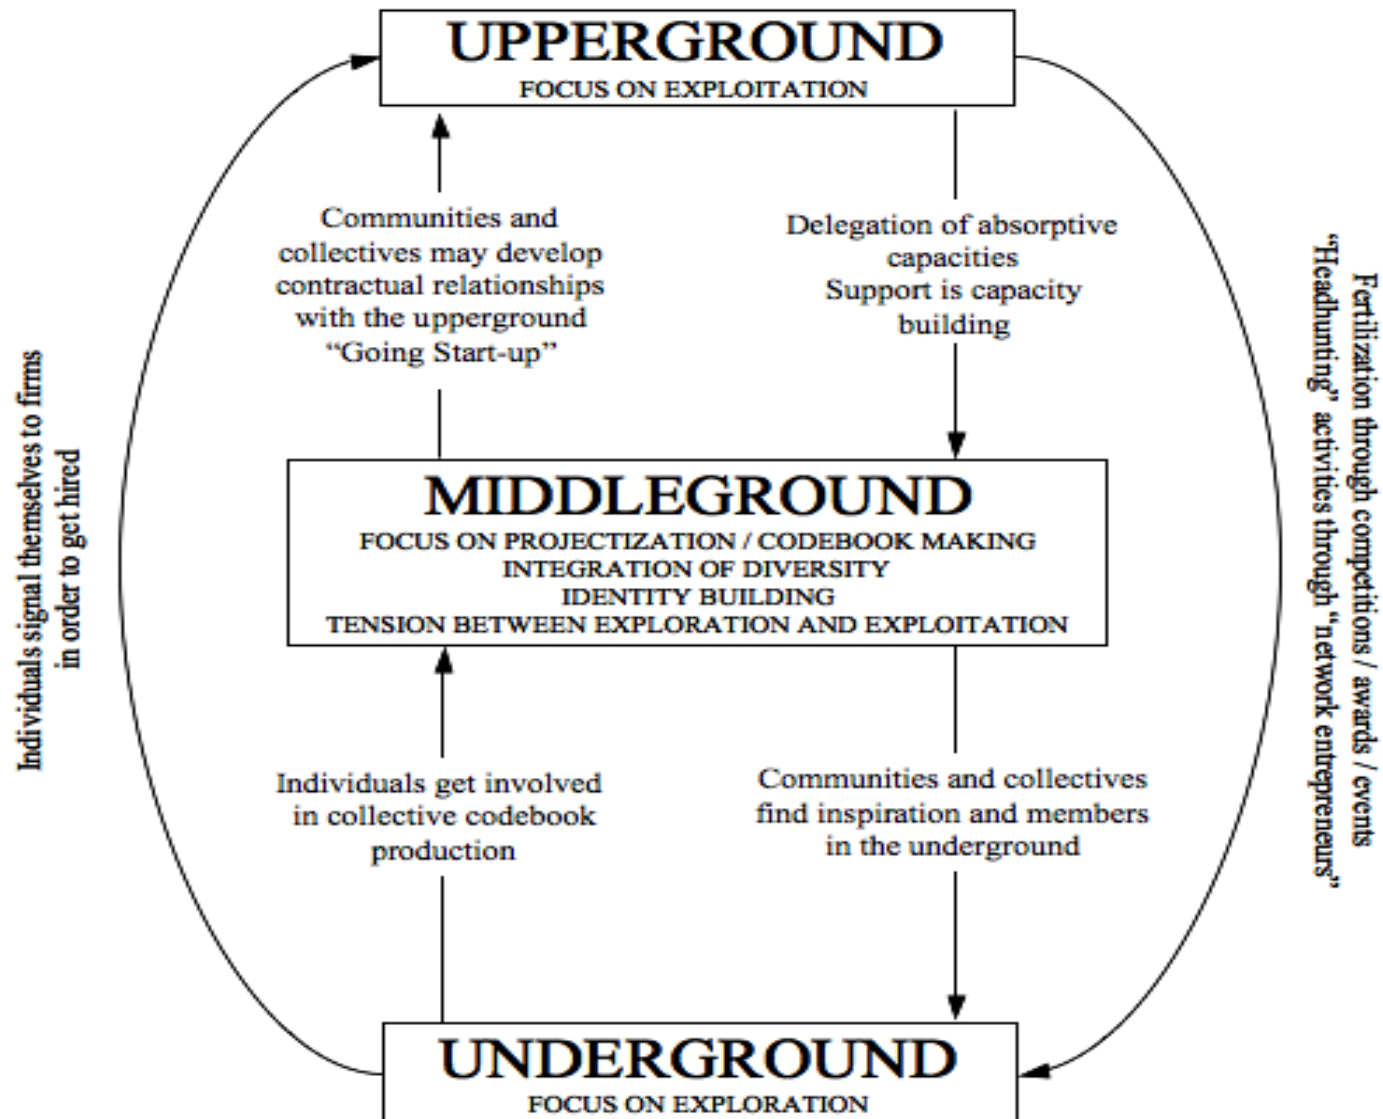 UPPERGROUND
FOCUS ON EXPLOITATION
Communities and
collectives may develop
contractual relationships
with the upperground
“Going Start-up”
Delegation of absorptive
capacities
Support is capacity
building
Individuals signal themselves to firms
in order to get hired
Fertilization through competitions / awards / events
“Headhunting” activities through “network entrepreneurs”
MIDDLEGROUND
FOCUS ON PROJECTIZATION / CODEBOOK MAKING
INTEGRATION OF DIVERSITY
IDENTITY BUILDING
TENSION BETWEEN EXPLORATION AND EXPLOITATION
Individuals get involved
in collective codebook
production
Communities and collectives
find inspiration and members
in the underground
UNDERGROUND
FOCUS ON EXPLORATION